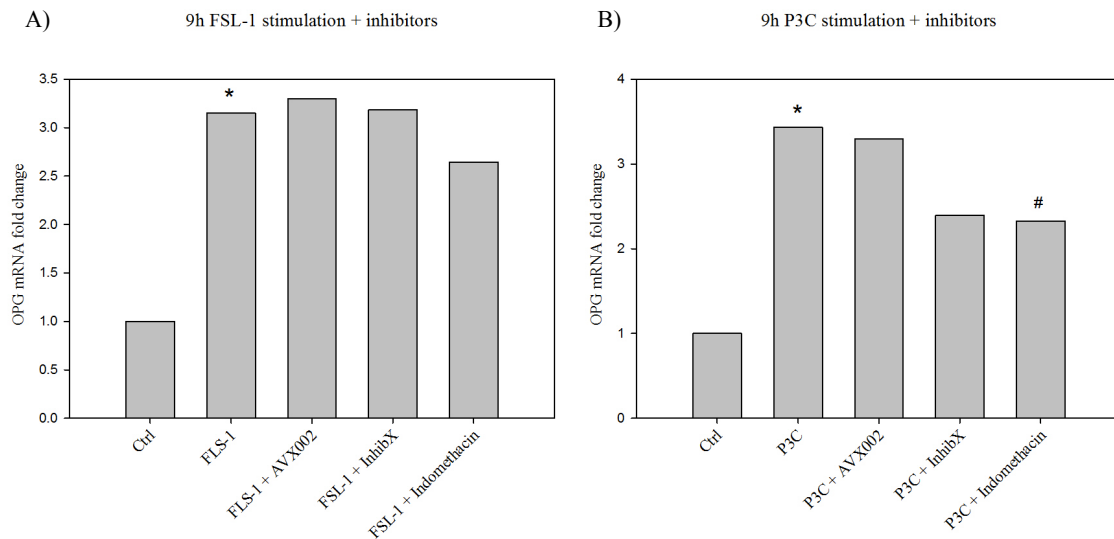 A)
9h FSL-1 stimulation + inhibitors
OPG mRNA fold change
3.5
3.0
2.5
2.0
1.5
1.0
0.5
0.0
*
Ctrl
FLS-1
FLS-1 + AVX002
FSL-1 + InhibX
FSL-1 + Indomethacin
B)
9h P3C stimulation + inhibitors
OPG mRNA fold change
4
3
2
1
0
*
#
Ctrl
P3C
P3C + AVX002
P3C + InhibX
P3C + Indomethacin